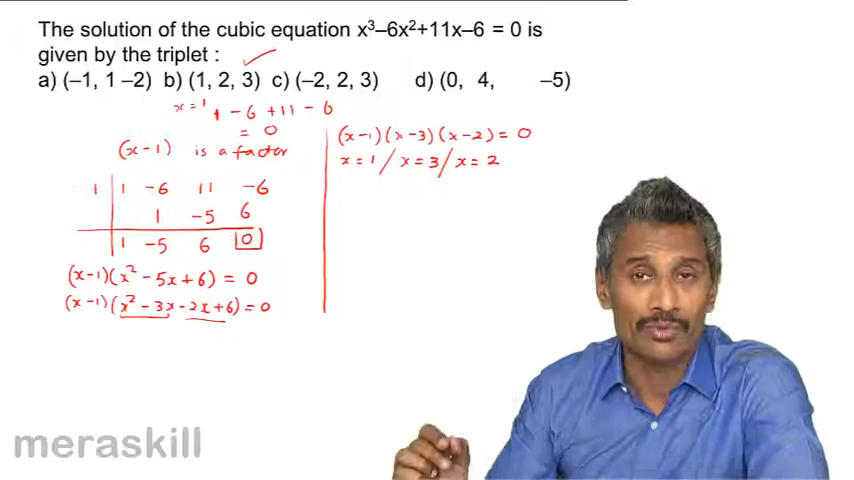 The solution of the cubic equation x³–6x²+11x–6 = 0 is
given by the triplet :
a) (–1, 1 –2) b) (1, 2, 3) c) (–2, 2, 3) d) (0, 4, –5)
x = 1 1 - 6 + 11 - 6
= 0
(x-1) is a factor
1 1 -6 11 -6
1 -5 6
1 -5 6 0
(x-1)(x² - 5x + 6) = 0
(x-1)(x² - 3x - 2x + 6) = 0
(x-1)(x-3)(x-2) = 0
x = 1 / x = 3 / x = 2
meraskill